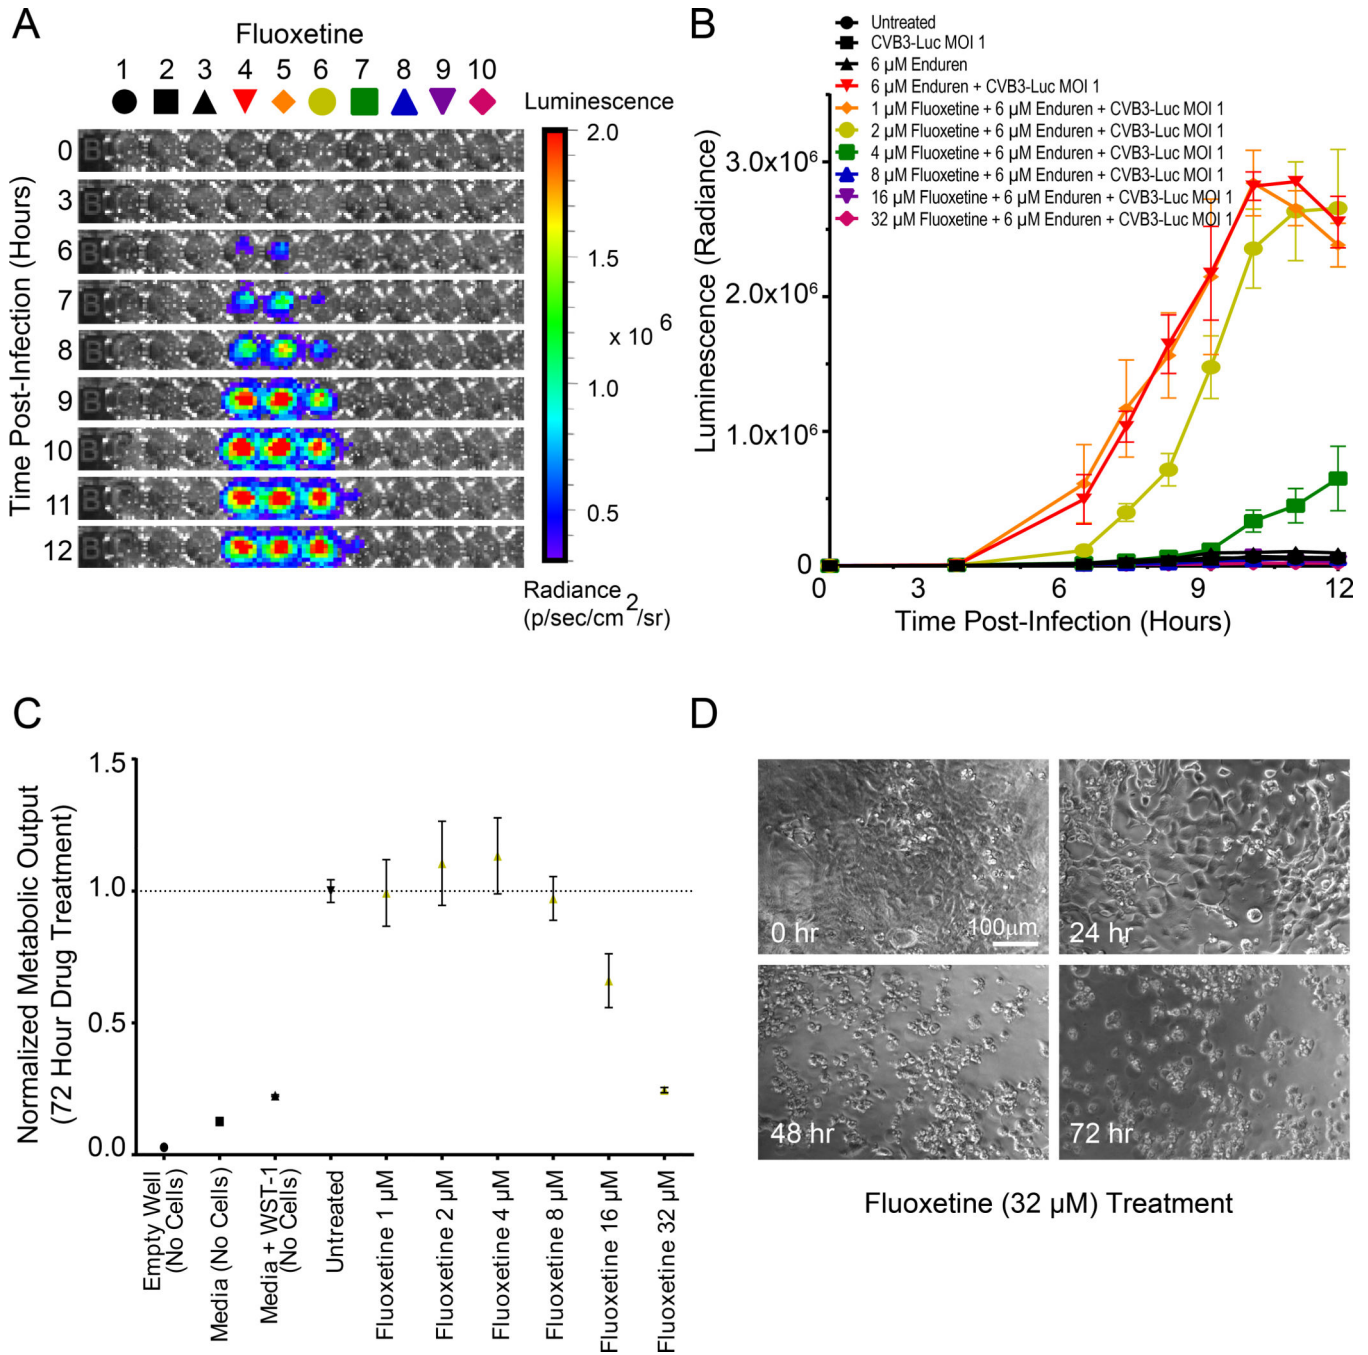 A
Fluoxetine
1 2 3 4 5 6 7 8 9 10
Luminescence
Time Post-Infection (Hours)
0
3
6
7
8
9
10
11
12
2.0
1.5
x 10 6
1.0
0.5
Radiance
(p/sec/cm2/sr)
B
Untreated
CVB3-Luc MOI 1
6 µM Enduren
6 µM Enduren + CVB3-Luc MOI 1
1 µM Fluoxetine + 6 µM Enduren + CVB3-Luc MOI 1
2 µM Fluoxetine + 6 µM Enduren + CVB3-Luc MOI 1
4 µM Fluoxetine + 6 µM Enduren + CVB3-Luc MOI 1
8 µM Fluoxetine + 6 µM Enduren + CVB3-Luc MOI 1
16 µM Fluoxetine + 6 µM Enduren + CVB3-Luc MOI 1
32 µM Fluoxetine + 6 µM Enduren + CVB3-Luc MOI 1
Luminescence (Radiance)
3.0x106
2.0x106
1.0x106
0
0 3 6 9 12
Time Post-Infection (Hours)
C
Normalized Metabolic Output
(72 Hour Drug Treatment)
1.5
1.0
0.5
0.0
Empty Well
(No Cells)
Media (No Cells)
Media + WST-1
(No Cells)
Untreated
Fluoxetine 1 µM
Fluoxetine 2 µM
Fluoxetine 4 µM
Fluoxetine 8 µM
Fluoxetine 16 µM
Fluoxetine 32 µM
D
0 hr
100µm
24 hr
48 hr
72 hr
Fluoxetine (32 µM) Treatment